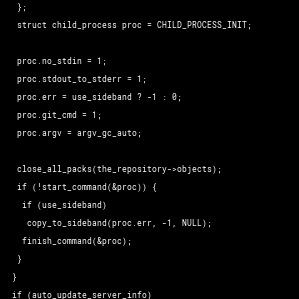 };
struct child_process proc = CHILD_PROCESS_INIT;
proc.no_stdin = 1;
proc.stdout_to_stderr = 1;
proc.err = use_sideband ? -1 : 0;
proc.git_cmd = 1;
proc.argv = argv_gc_auto;
close_all_packs(the_repository->objects);
if (!start_command(&proc)) {
if (use_sideband)
copy_to_sideband(proc.err, -1, NULL);
finish_command(&proc);
}
}
if (auto_update_server_info)